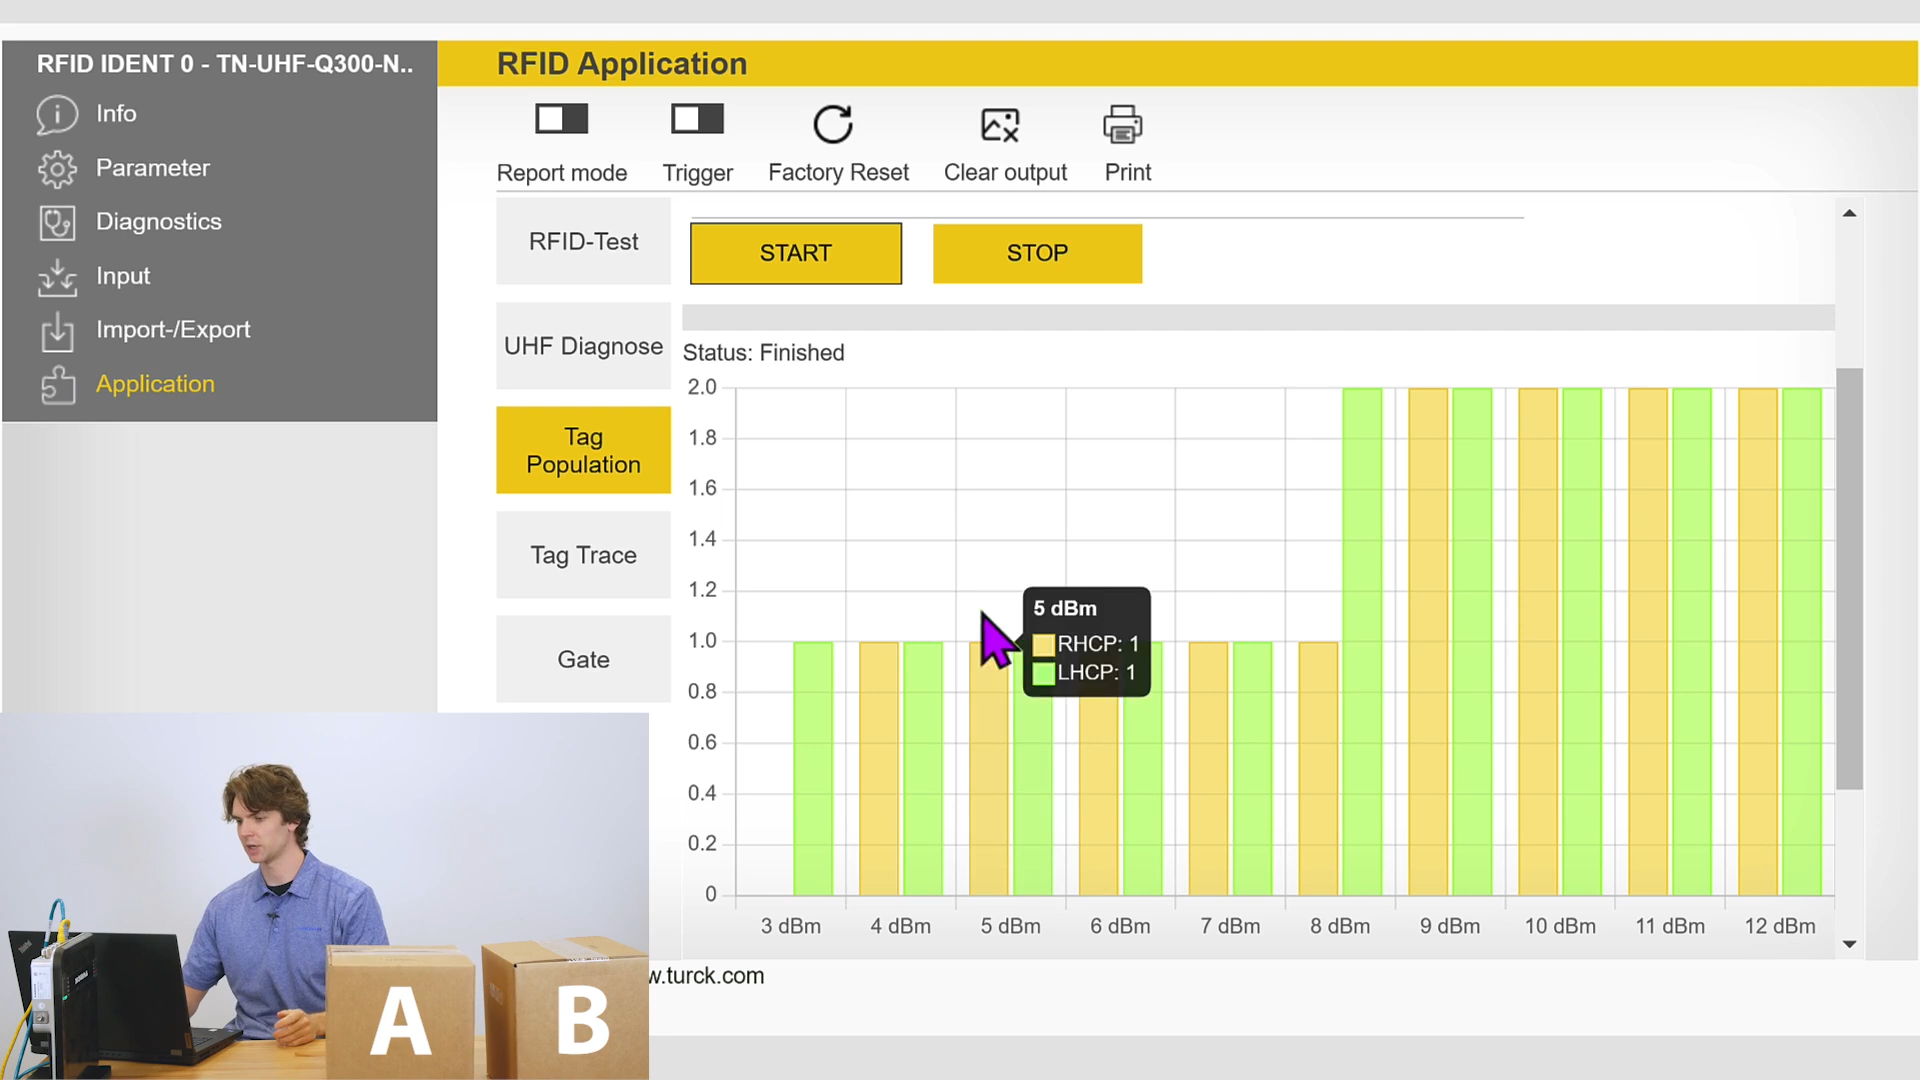 RFID IDENT 0 - TN-UHF-Q300-N..
Info
Parameter
Diagnostics
Input
Import-/Export
Application
RFID Application
Report mode
Trigger
Factory Reset
Clear output
Print
RFID-Test
UHF Diagnose
Tag
Population
Tag Trace
Gate
START
STOP
Status: Finished
2.0
1.8
1.6
1.4
1.2
1.0
0.8
0.6
0.4
0.2
0
5 dBm
RHCP: 1
LHCP: 1
3 dBm
4 dBm
5 dBm
6 dBm
7 dBm
8 dBm
9 dBm
10 dBm
11 dBm
12 dBm
w.turck.com
A
B